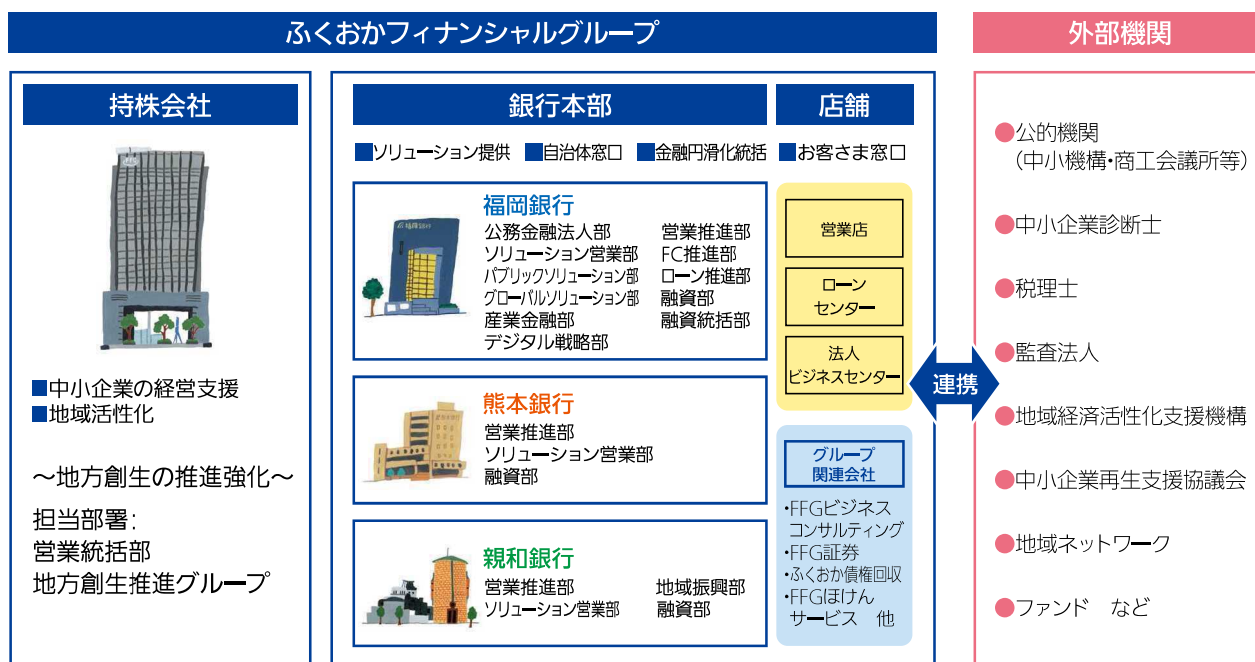 ふくおかフィナンシャルグループ
外部機関
持株会社
■中小企業の経営支援
■地域活性化
～地方創生の推進強化～
担当部署：
営業統括部
地方創生推進グループ
銀行本部
店舗
■ソリューション提供 ■自治体窓口 ■金融円滑化統括 ■お客さま窓口
福岡銀行
公務金融法人部 営業推進部
ソリューション営業部 FC推進部
パブリックソリューション部 ローン推進部
グローバルソリューション部 融資部
産業金融部 融資統括部
デジタル戦略部
熊本銀行
営業推進部
ソリューション営業部
融資部
親和銀行
営業推進部 地域振興部
ソリューション営業部 融資部
営業店
ローン
センター
法人
ビジネスセンター
グループ
関連会社
・FFGビジネス
コンサルティング
・FFG証券
・ふくおか債権回収
・FFGほけん
サービス 他
連携
●公的機関
（中小機構・商工会議所等）
●中小企業診断士
●税理士
●監査法人
●地域経済活性化支援機構
●中小企業再生支援協議会
●地域ネットワーク
●ファンド など